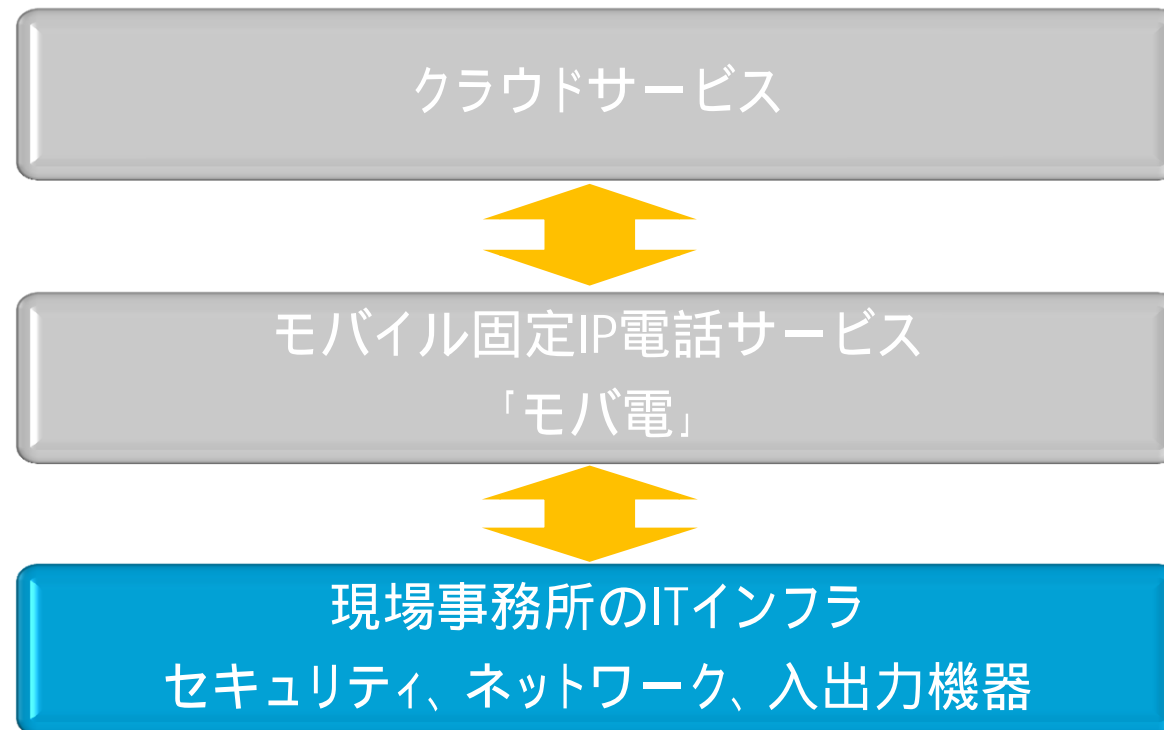 クラウドサービス
モバイル固定IP電話サービス
「モバ電」
現場事務所のITインフラ
セキュリティ、ネットワーク、入出力機器